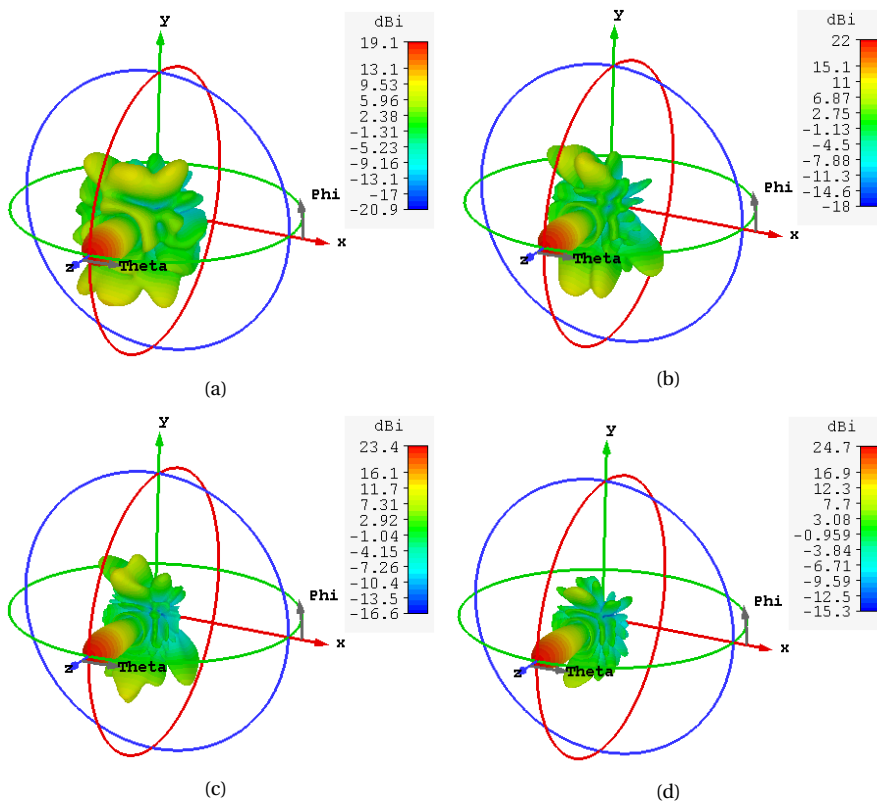 y
dBi
19.1
13.1
9.53
5.96
2.38
-1.31
-5.23
-9.16
-13.1
-17
-20.9
Phi
x
z
Theta
(a)
y
dBi
22
15.1
11
6.87
2.75
-1.13
-4.5
-7.88
-11.3
-14.6
-18
Phi
x
z
Theta
(b)
y
dBi
23.4
16.1
11.7
7.31
2.92
-1.04
-4.15
-7.26
-10.4
-13.5
-16.6
Phi
x
z
Theta
(c)
y
dBi
24.7
16.9
12.3
7.7
3.08
-0.959
-3.84
-6.71
-9.59
-12.5
-15.3
Phi
x
z
Theta
(d)